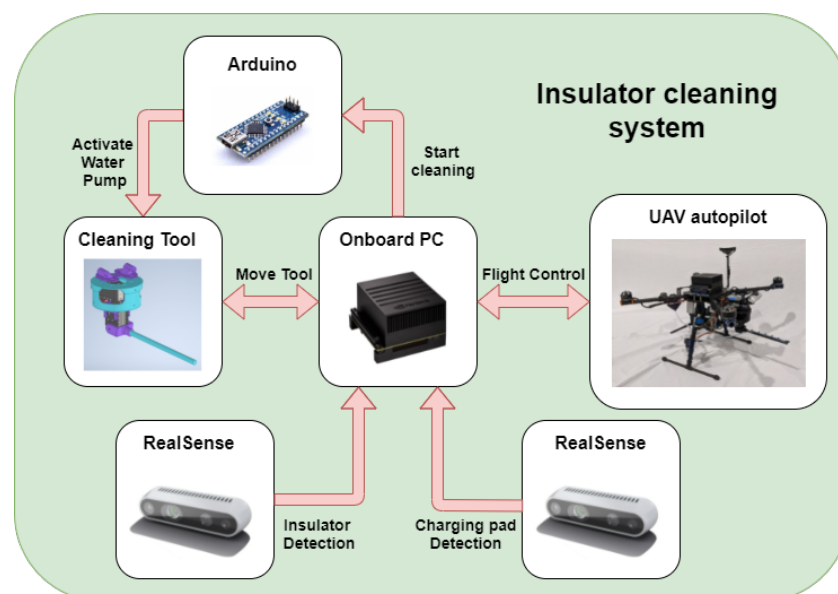 Insulator cleaning
system
Arduino
Activate
Water
Pump
Start
cleaning
Cleaning Tool
Move Tool
Onboard PC
Flight Control
UAV autopilot
RealSense
Insulator
Detection
Charging pad
Detection
RealSense